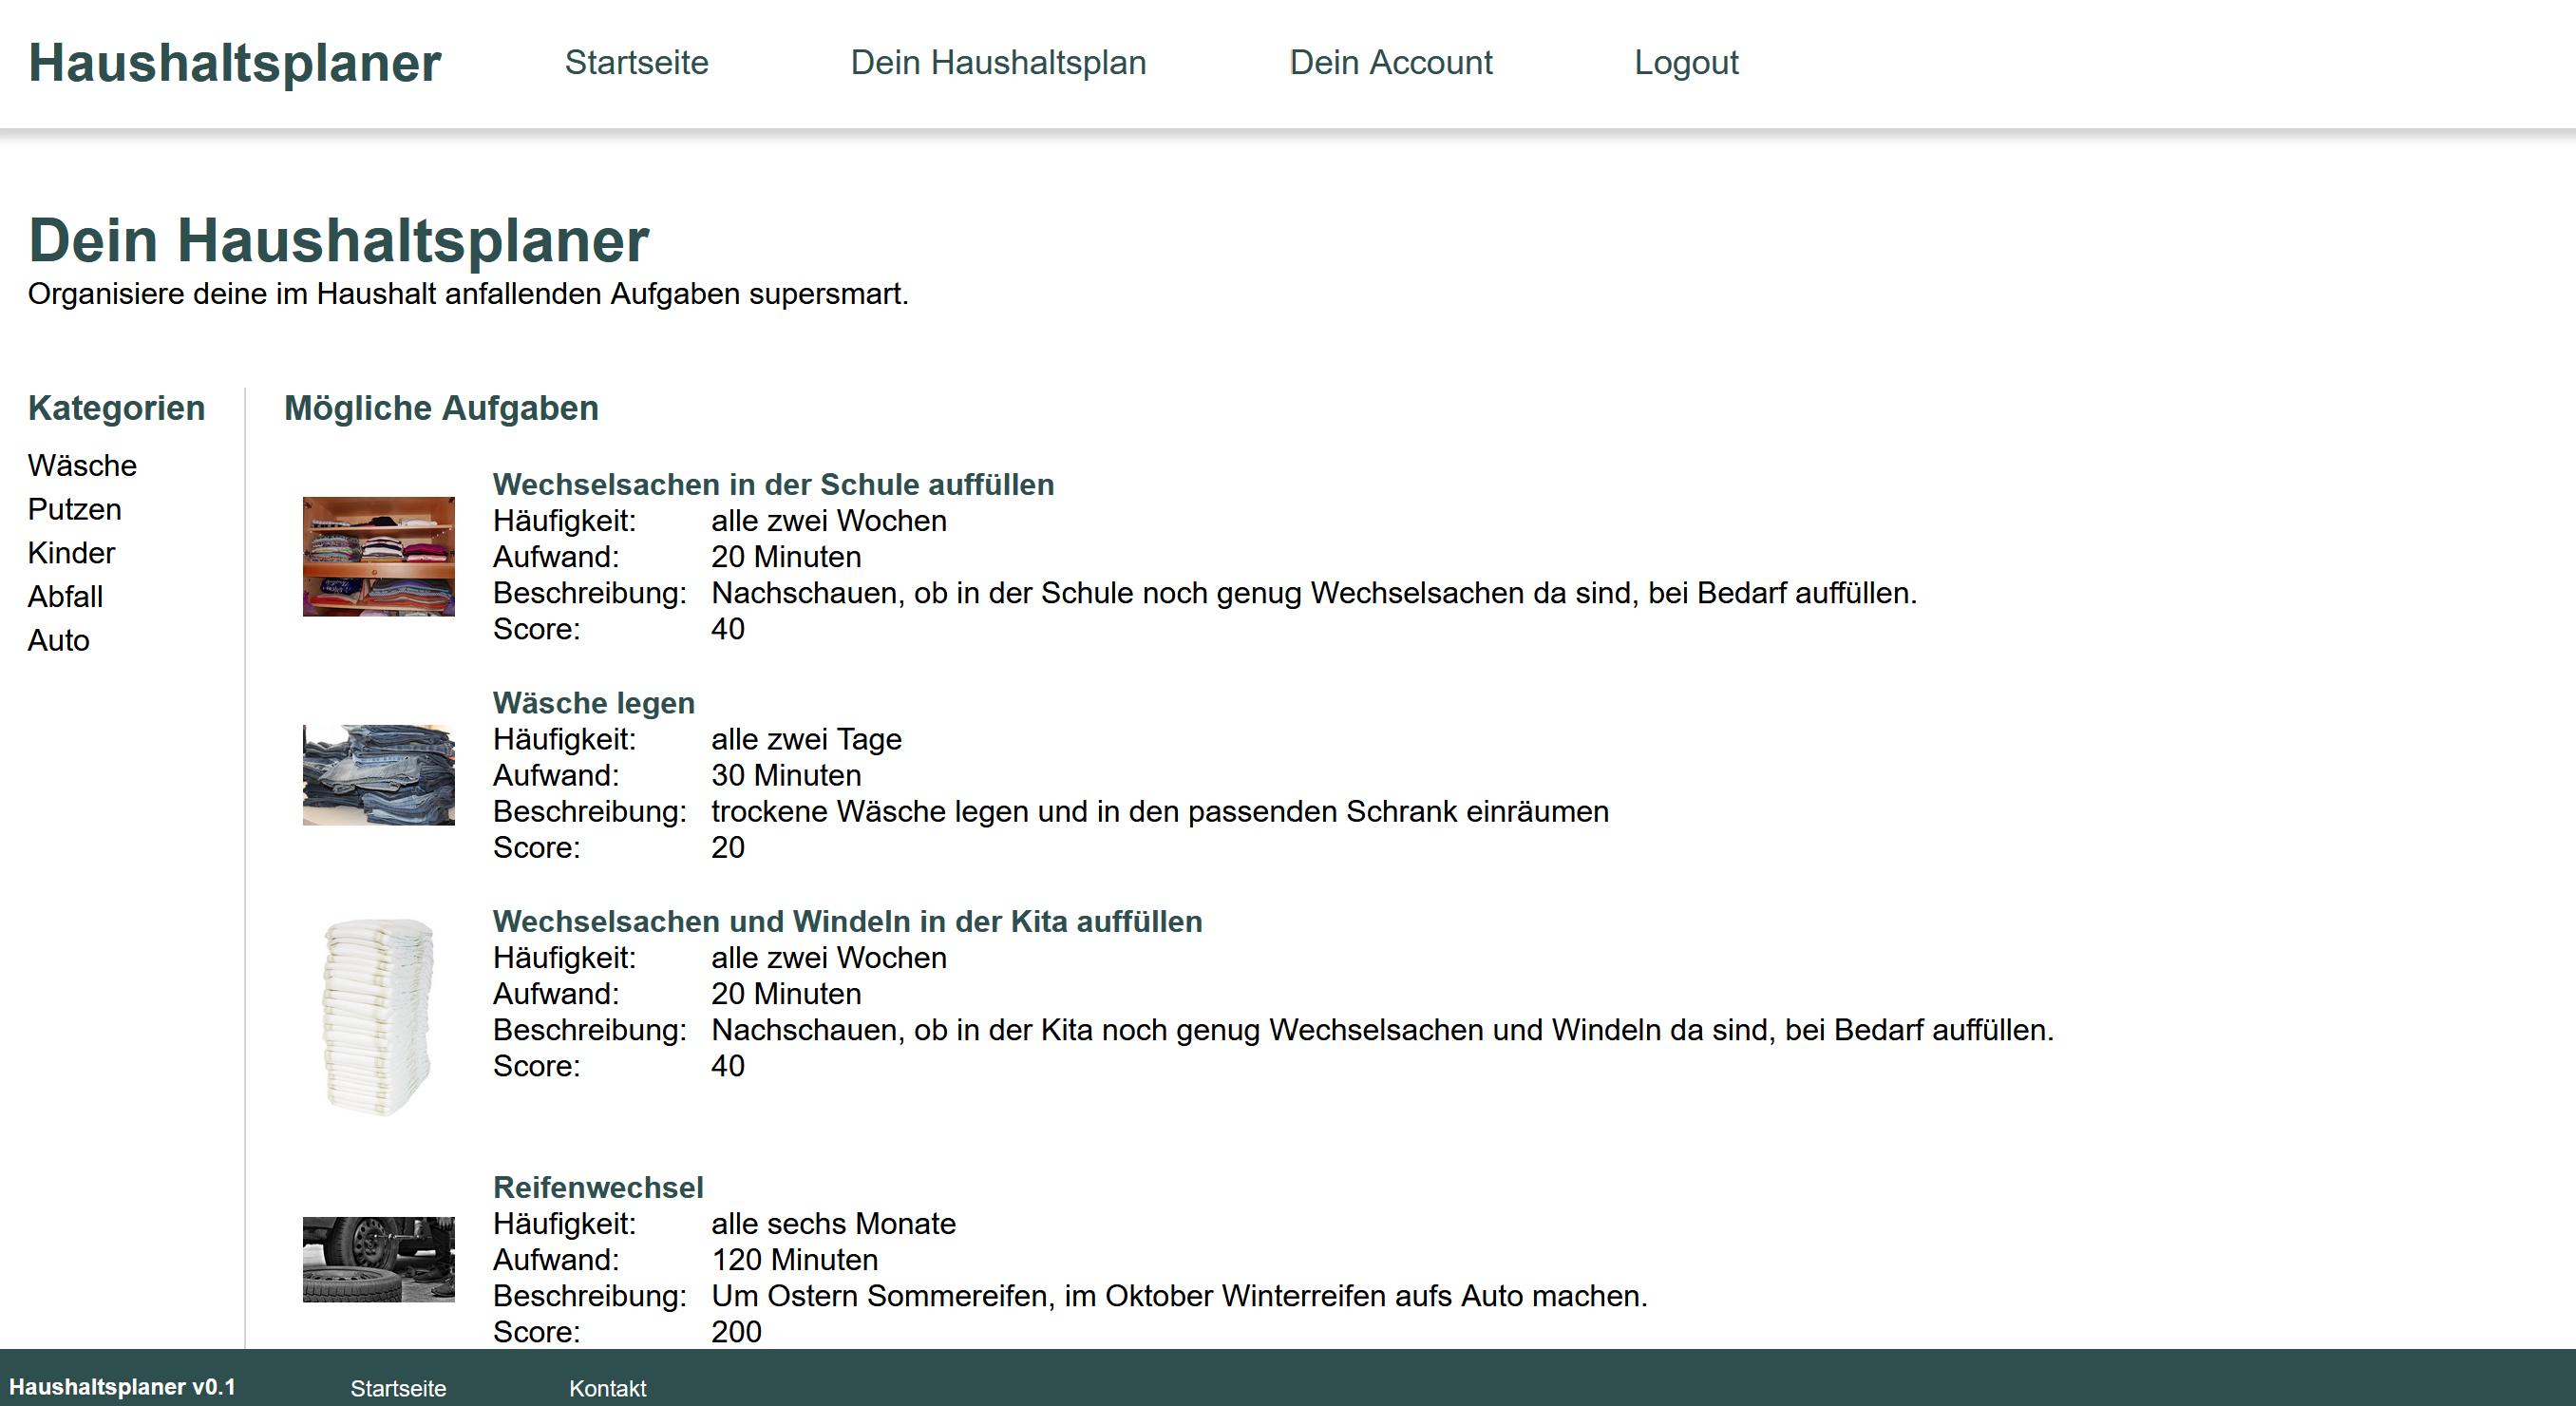 Haushaltsplaner Startseite Dein Haushaltsplan Dein Account Logout
Dein Haushaltsplaner
Organisiere deine im Haushalt anfallenden Aufgaben supersmart.
Kategorien
Wäsche
Putzen
Kinder
Abfall
Auto
Mögliche Aufgaben
Wechselsachen in der Schule auffüllen
Häufigkeit: alle zwei Wochen
Aufwand: 20 Minuten
Beschreibung: Nachschauen, ob in der Schule noch genug Wechselsachen da sind, bei Bedarf auffüllen.
Score: 40
Wäsche legen
Häufigkeit: alle zwei Tage
Aufwand: 30 Minuten
Beschreibung: trockene Wäsche legen und in den passenden Schrank einräumen
Score: 20
Wechselsachen und Windeln in der Kita auffüllen
Häufigkeit: alle zwei Wochen
Aufwand: 20 Minuten
Beschreibung: Nachschauen, ob in der Kita noch genug Wechselsachen und Windeln da sind, bei Bedarf auffüllen.
Score: 40
Reifenwechsel
Häufigkeit: alle sechs Monate
Aufwand: 120 Minuten
Beschreibung: Um Ostern Sommereifen, im Oktober Winterreifen aufs Auto machen.
Score: 200
Haushaltsplaner v0.1 Startseite Kontakt